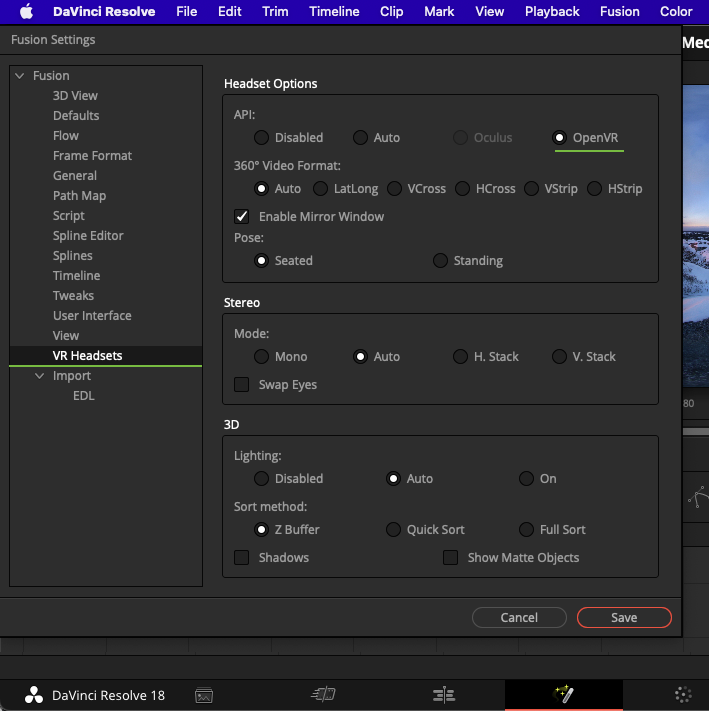 DaVinci Resolve File Edit Trim Timeline Clip Mark View Playback Fusion Color
Fusion Settings
Med
Fusion
3D View
Defaults
Flow
Frame Format
General
Path Map
Script
Spline Editor
Splines
Timeline
Tweaks
User Interface
View
VR Headsets
Import
EDL
Headset Options
API:
Disabled Auto Oculus OpenVR
360° Video Format:
Auto LatLong VCross HCross VStrip HStrip
Enable Mirror Window
Pose:
Seated Standing
Stereo
Mode:
Mono Auto H. Stack V. Stack
Swap Eyes
80
3D
Lighting:
Disabled Auto On
Sort method:
Z Buffer Quick Sort Full Sort
Shadows Show Matte Objects
Cancel Save
DaVinci Resolve 18